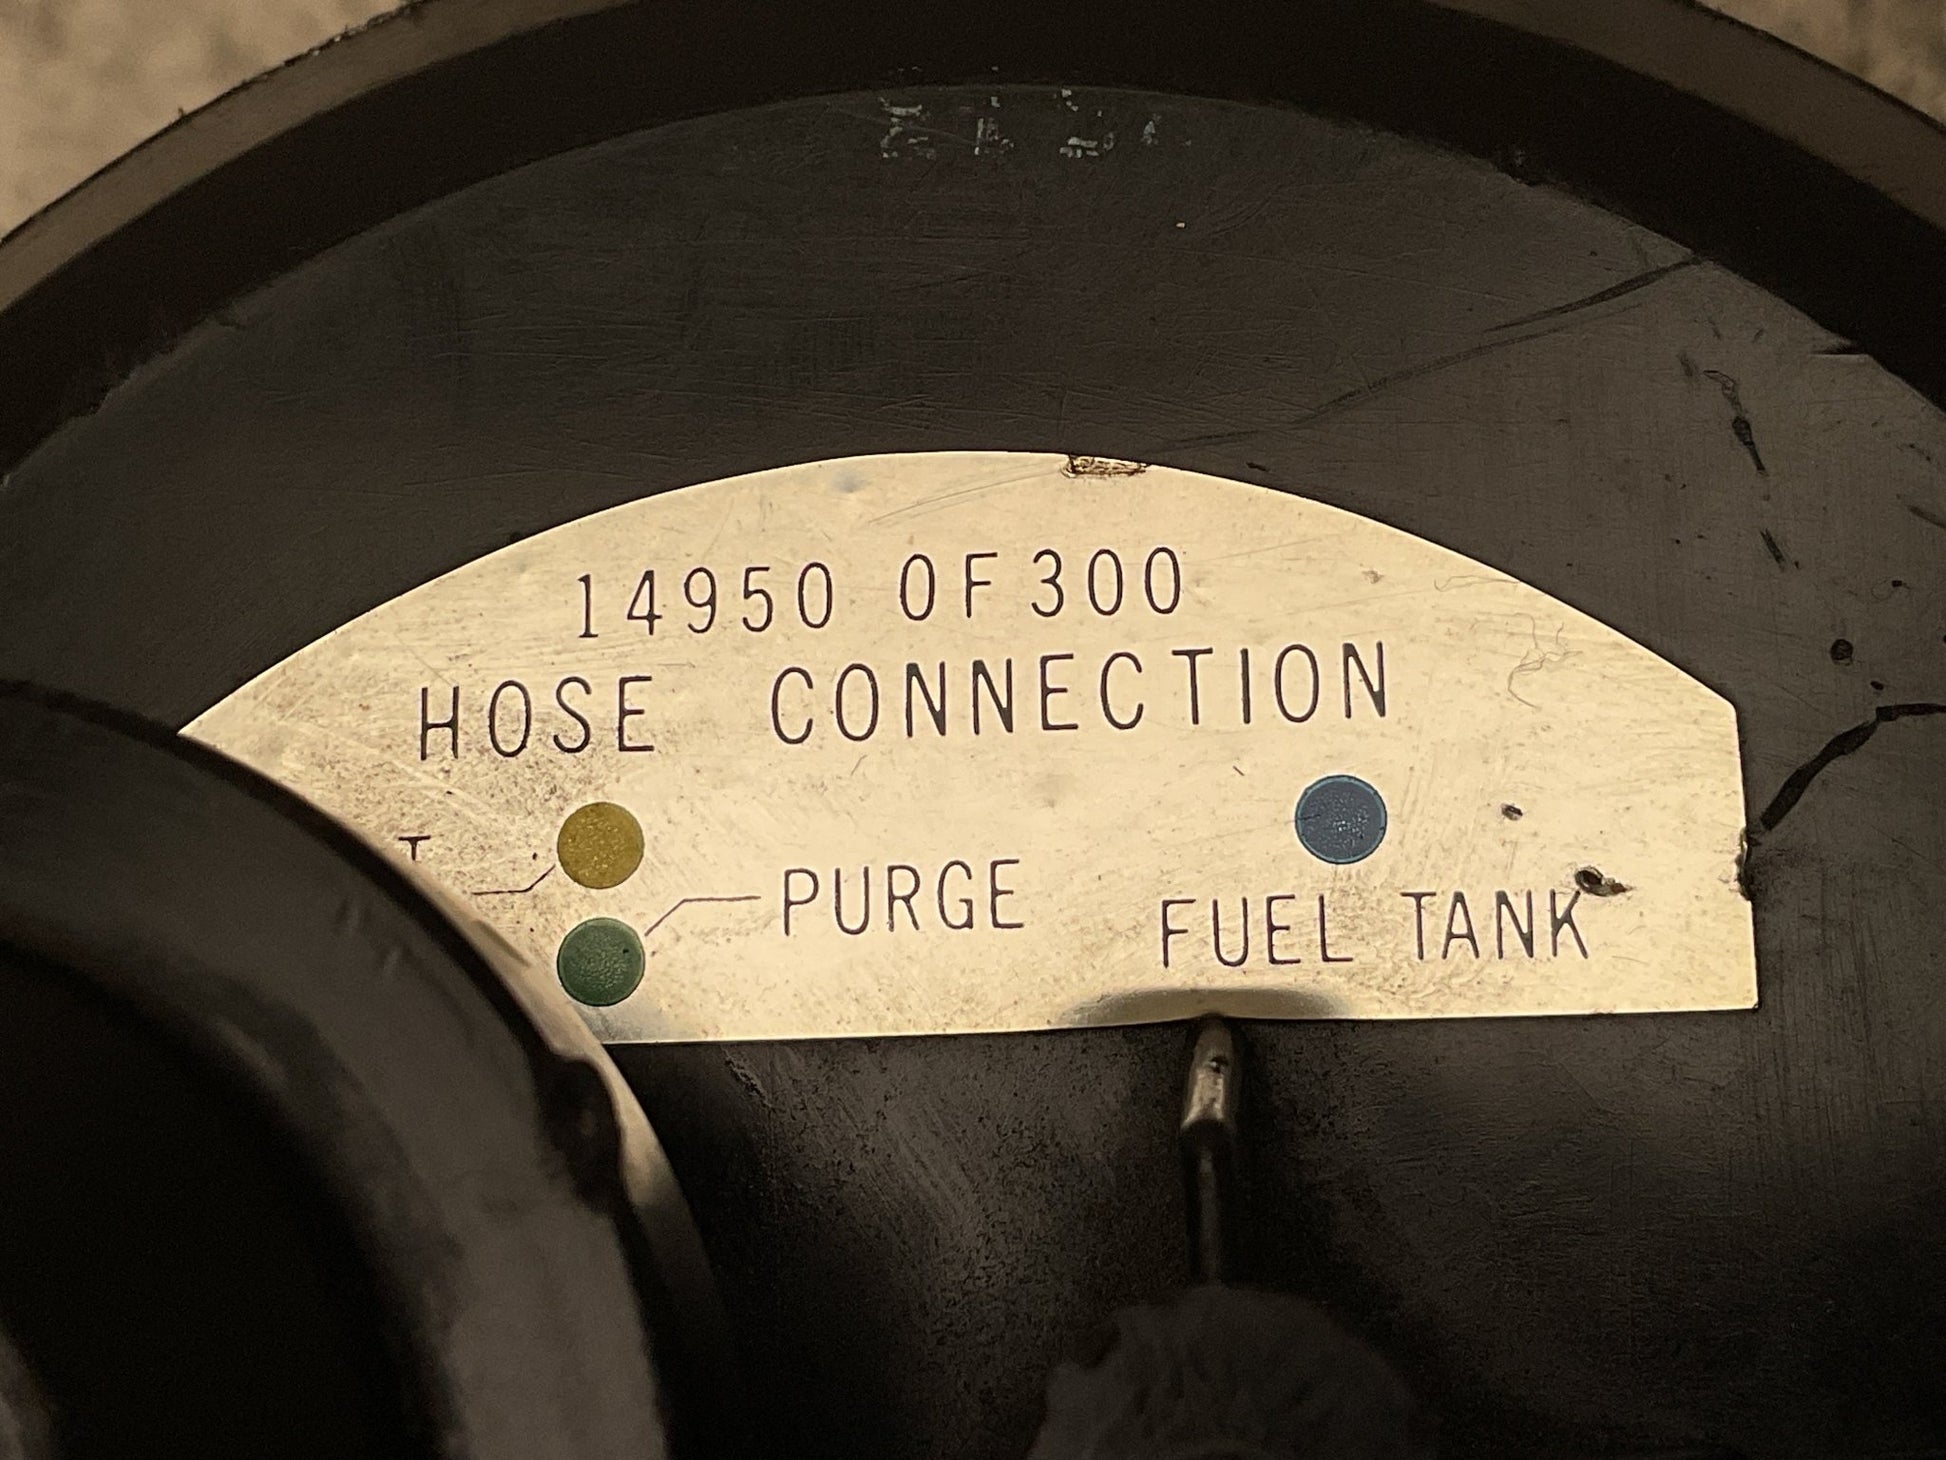 14950 0F300
HOSE CONNECTION
T
PURGE
FUEL TANK